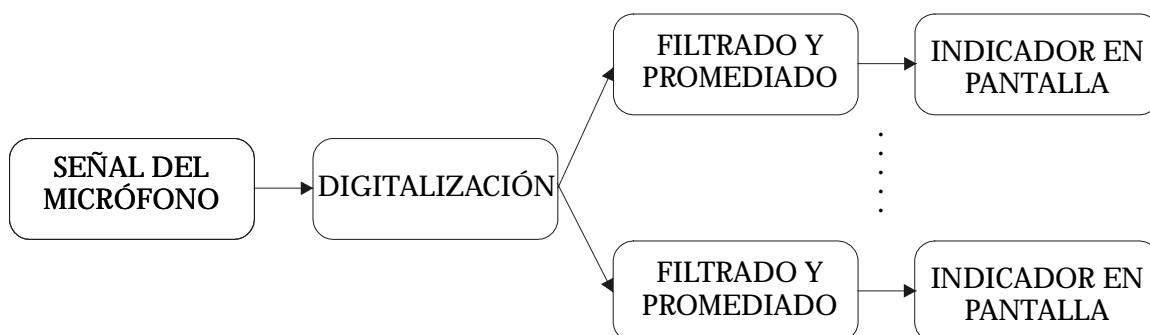 SEÑAL DEL
MICRÓFONO
DIGITALIZACIÓN
FILTRADO Y
PROMEDIADO
INDICADOR EN
PANTALLA
FILTRADO Y
PROMEDIADO
INDICADOR EN
PANTALLA